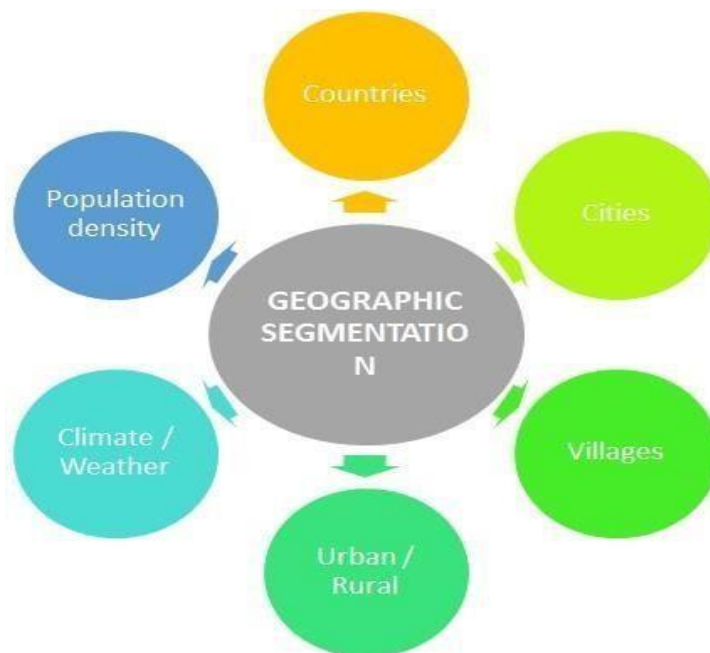 Countries
Cities
Villages
Urban /
Rural
Climate /
Weather
Population
density
GEOGRAPHIC
SEGMENTATIO
N